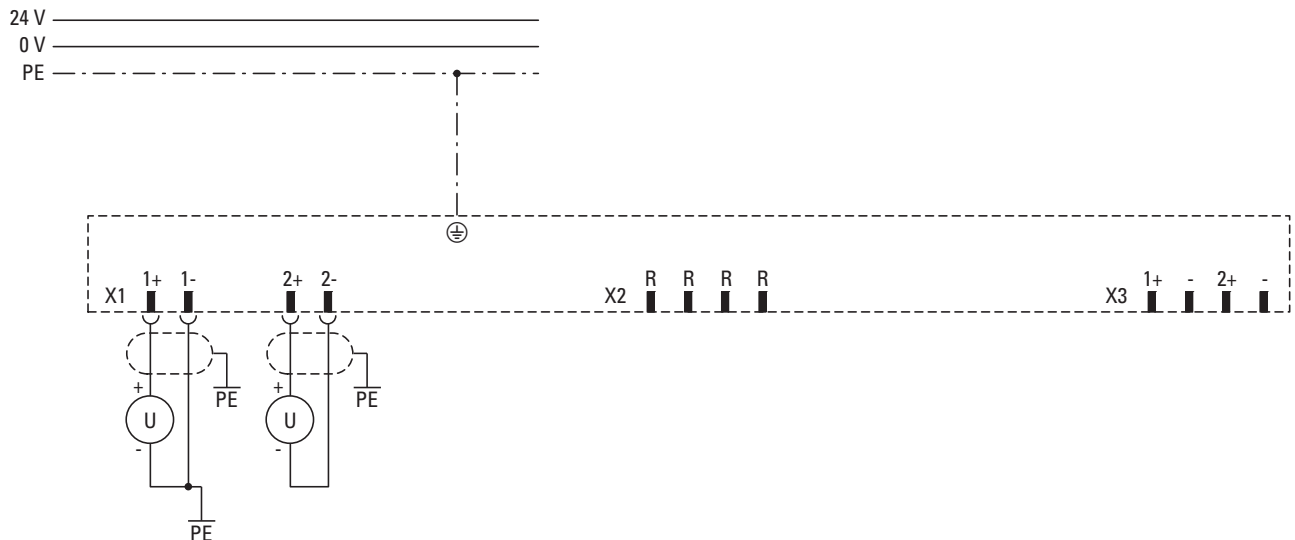 24 V
0 V
PE
1+ 1- 2+ 2- R R R R 1+ - 2+ -
X1 X2 X3
+ PE + PE
U U
- -
PE